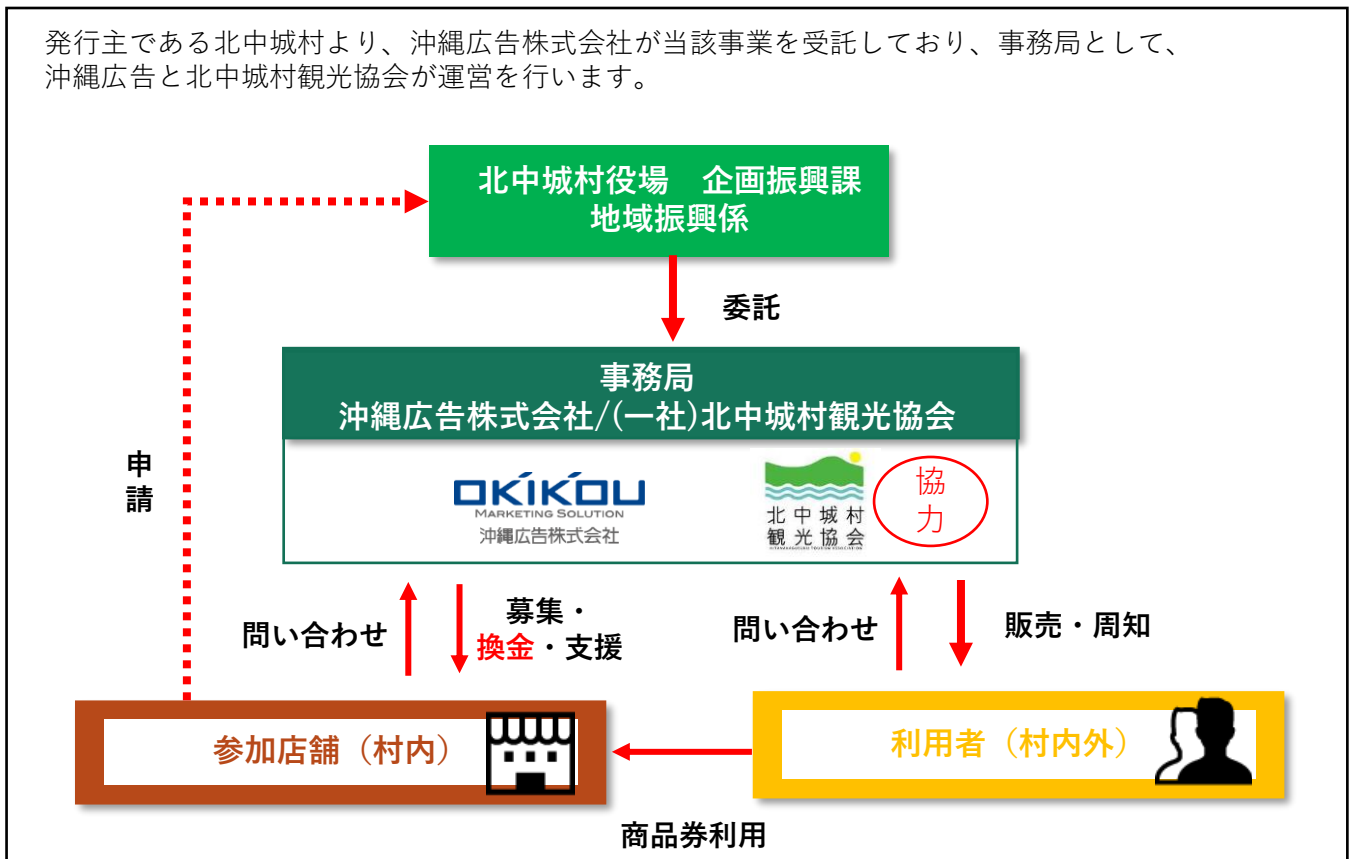 発行主である北中城村より、沖縄広告株式会社が当該事業を受託しており、事務局として、
沖縄広告と北中城村観光協会が運営を行います。
北中城村役場　企画振興課
地域振興係
委託
事務局
沖縄広告株式会社/(一社)北中城村観光協会
申
請
OKIKOU
MARKETING SOLUTION
沖縄広告株式会社
北中城村
観光協会
協
力
問い合わせ
募集・
換金・支援
問い合わせ
販売・周知
参加店舗（村内）
利用者（村内外）
商品券利用